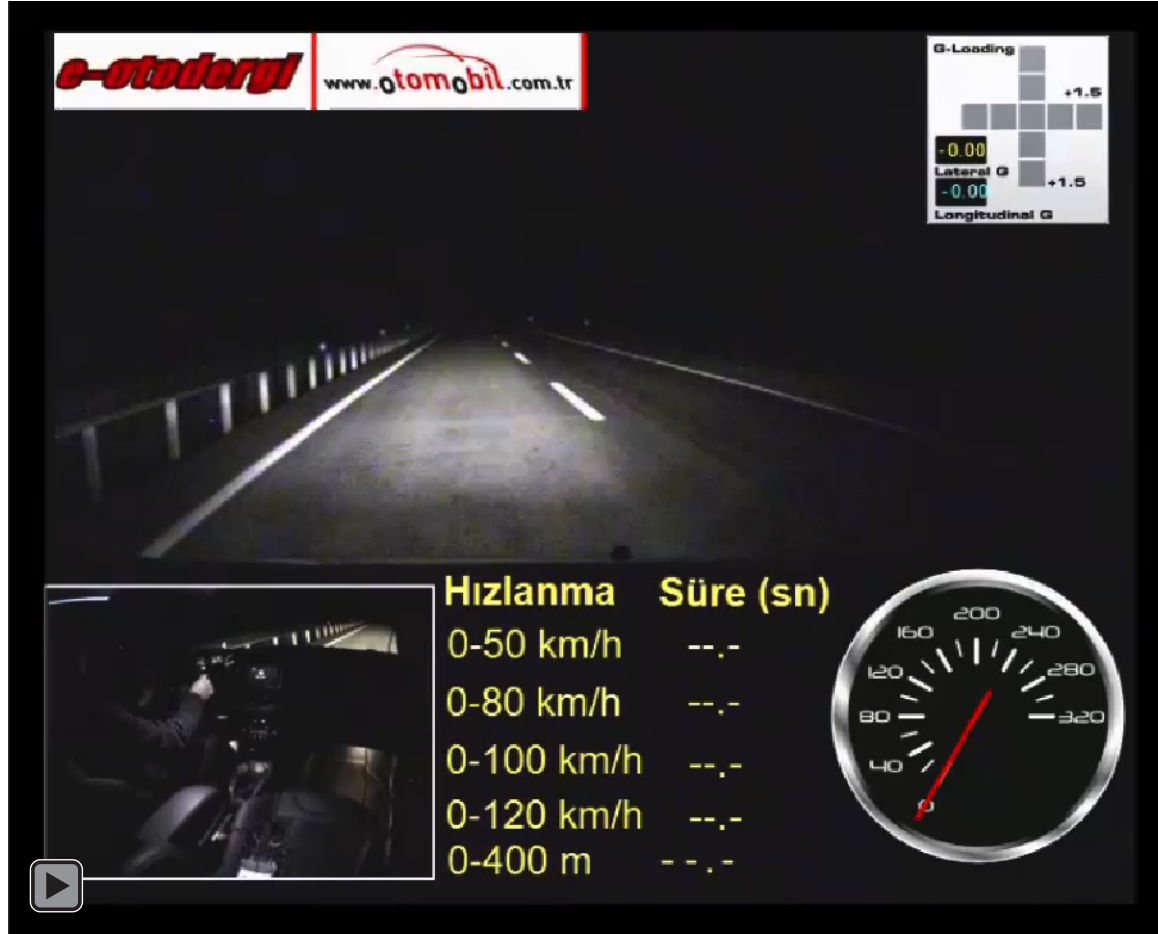 e-otodergi
www.otomobil.com.tr
G-Loading
+1.5
-0.00
Lateral G
+1.5
-0.00
Longitudinal G
Hızlanma Süre (sn)
0-50 km/h --.-
0-80 km/h --.-
0-100 km/h --.-
0-120 km/h --.-
0-400 m --.-
200
160 240
120 280
80 320
40
0